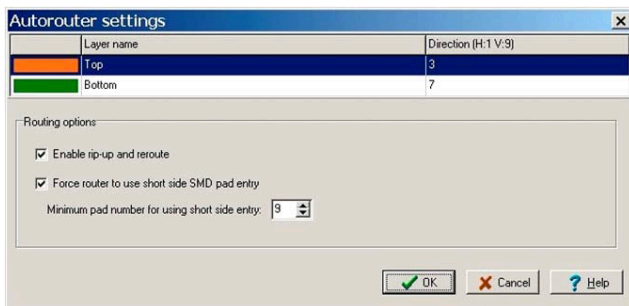 Autorouter settings
Layer name Direction (H:1 V:9)
Top 3
Bottom 7
Routing options
Enable rip-up and reroute
Force router to use short side SMD pad entry
Minimum pad number for using short side entry: 9
OK Cancel Help